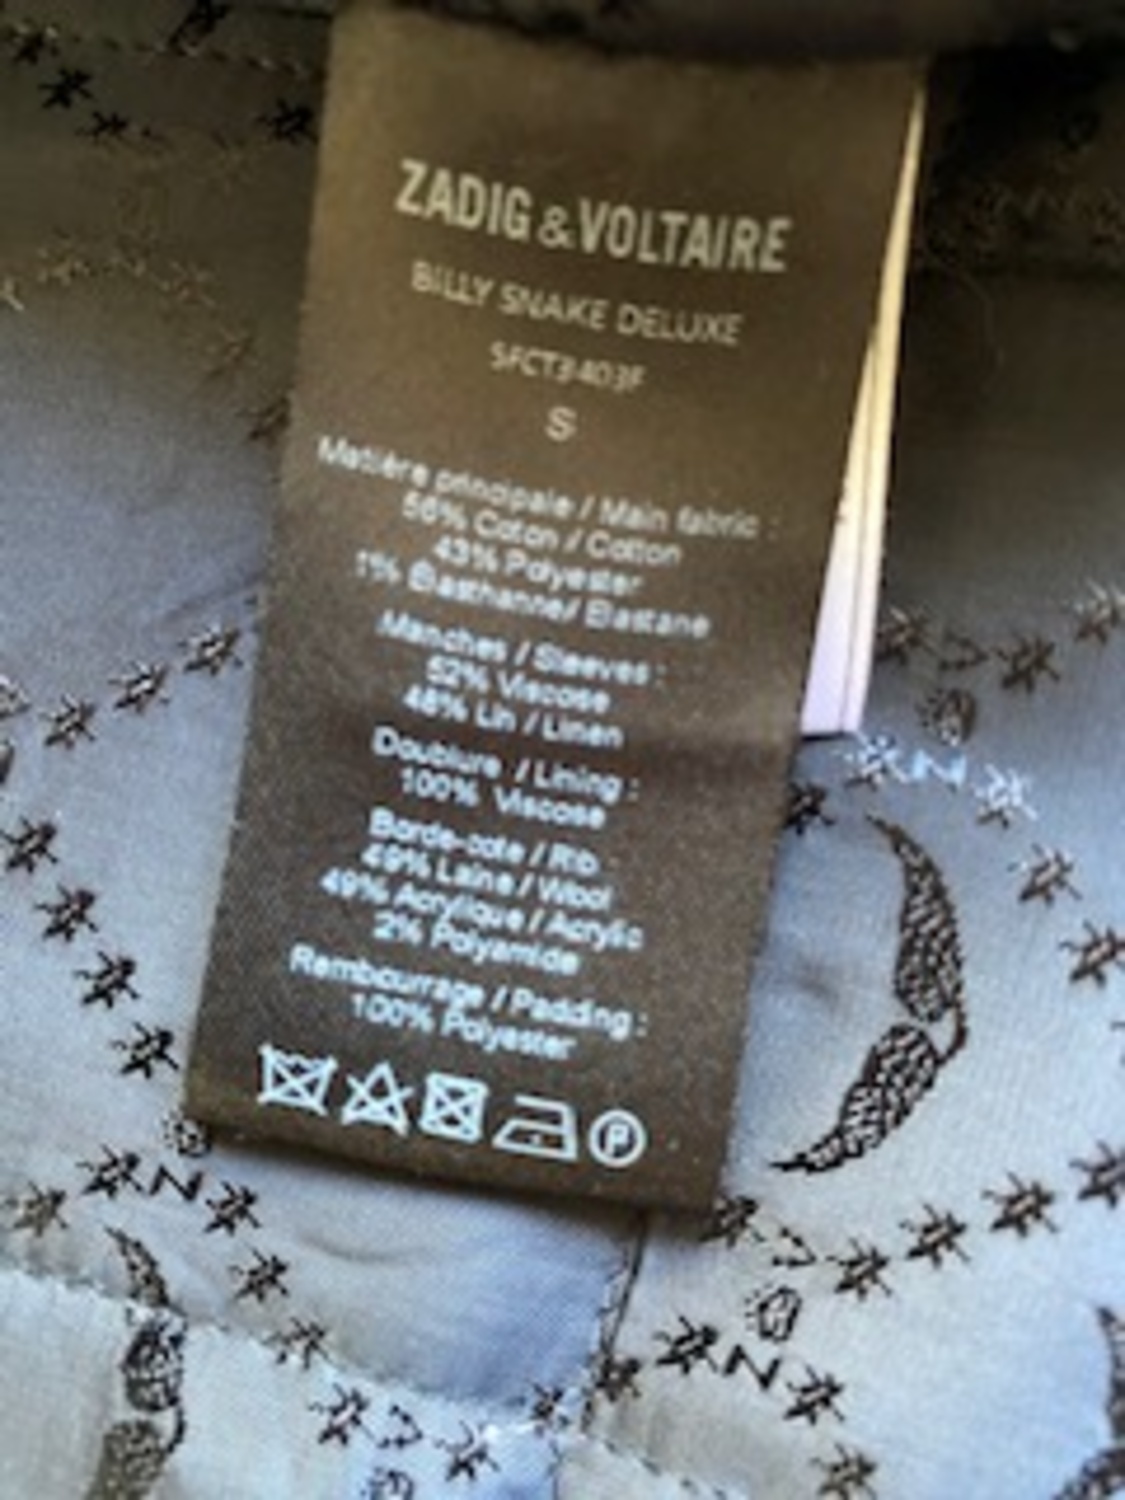 ZADIG & VOLTAIRE
BILLY SNAKE DELUXE
SFCT3403F
S
Matière principale / Main fabric :
56% Coton / Cotton
43% Polyester
1% Élasthanne/ Elastane
Manches / Sleeves :
52% Viscose
48% Lin / Linen
Doublure / Lining :
100% Viscose
Borde-cote / Rib :
49% Laine / Wool
49% Acrylique / Acrylic
2% Polyamide
Rembourrage / Padding :
100% Polyester
P